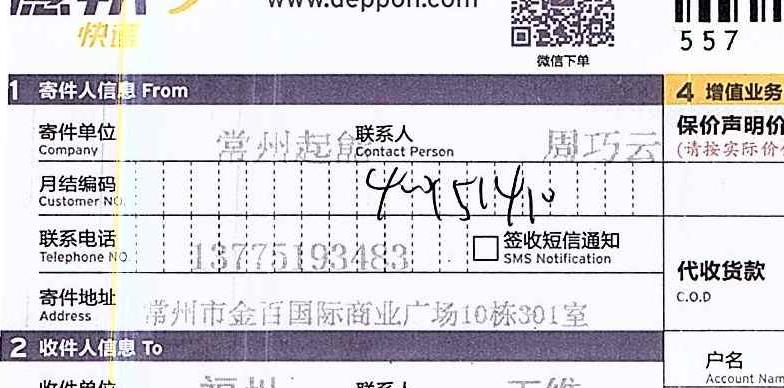 www.deppon.com
快递
微信下单
557
1 寄件人信息 From
4 增值业务
寄件单位 常州起能 联系人 周巧云
Company Contact Person
保价声明价
(请按实际价
月结编码
Customer NO.
联系电话 13775193483 签收短信通知
Telephone NO. SMS Notification
代收货款
C.O.D
寄件地址 常州市金百国际商业广场10栋301室
Address
2 收件人信息 To
户名
Account Nam
收件单位 福州 联系人